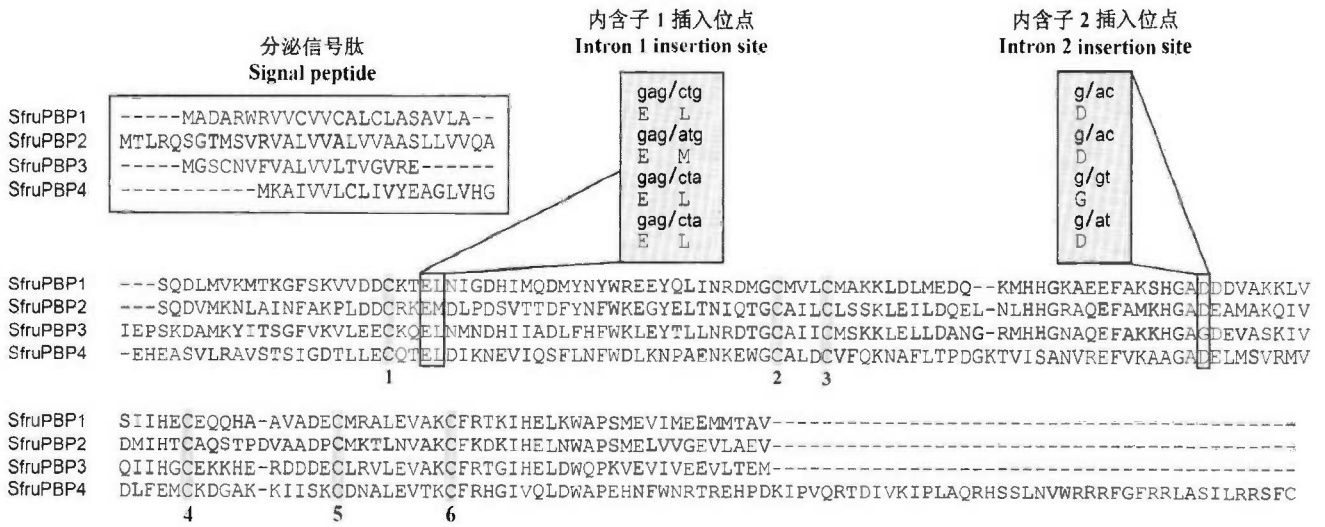 分泌信号肽
Signal peptide
内含子 1 插入位点
Intron 1 insertion site
内含子 2 插入位点
Intron 2 insertion site
SfruPBP1 -----MADARWRVVCVVCALCLASAVLA--
SfruPBP2 MTLRQSGTMSVRVALVVALVVAASLLVVQA
SfruPBP3 -----MGSCNVFVALVVLTVGVRE------
SfruPBP4 -----------MKAIVVLCLIVYEAGLVHG
gag/ctg
E L
gag/atg
E M
gag/cta
E L
gag/cta
E L
g/ac
D
g/ac
D
g/gt
G
g/at
D
SfruPBP1 ---SQDLMVKMTKGFSKVVDDCKTELNIGDHIMQDMYNYWREEYQLINRDMGCMVLCMAKKLDLMEDQ--KMHHGKAEEFAKSHGADDDVAKKLV
SfruPBP2 ---SQDVMKNLAINFAKPLDDCRKEMDLPDSVTTDFYNFWKEGYELTNIQTGCAILCLSSKLEILDQEL-NLHHGRAQEFAMKHGADEAMAKQIV
SfruPBP3 IEPSKDAMKYITSGFVKVLEECKQELNMNDHIIADLFHFWKLEYTLLNRDTGCAIICMSKKLELLDANG-RMHHGNAQEFAKKHGAGDEVASKIV
SfruPBP4 -EHEASVLRAVSTSIGDTLLECQTELDIKNEVIQSFLNFWDLKNPAENKEWGCALDCVFQKNAFLTPDGKTVISANVREFVKAAGADELMSVRMV
1 2 3
SfruPBP1 SIIHECEQQHA-AVADECMRALEVAKCFRTKIHELKWAPSMEVIMEEMMTAV-------------------------------------------
SfruPBP2 DMIHTCAQSTPDVAADPCMKTLNVAKCFKDKIHELNWAPSMELVVGEVLAEV-------------------------------------------
SfruPBP3 QIIHGCEKKHE-RDDDECLRVLEVAKCFRTGIHELDWQPKVEVIVEEVLTEM-------------------------------------------
SfruPBP4 DLFEMCKDGAK-KIISKCDNALEVTKCFRHGIVQLDWAPEHNFWNRTREHPDKIPVQRTDIVKIPLAQRHSSLNVWRRRFGFRRLASILRRSFC
4 5 6